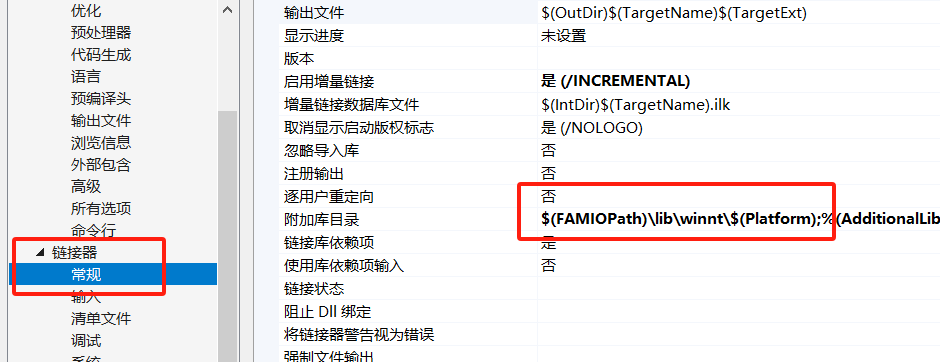 优化
预处理器
代码生成
语言
预编译头
输出文件
浏览信息
外部包含
高级
所有选项
命令行
链接器
常规
输入
清单文件
调试
系统
输出文件 $(OutDir)$(TargetName)$(TargetExt)
显示进度 未设置
版本
启用增量链接 是 (/INCREMENTAL)
增量链接数据库文件 $(IntDir)$(TargetName).ilk
取消显示启动版权标志 是 (/NOLOGO)
忽略导入库 否
注册输出 否
逐用户重定向 否
附加库目录 $(FAMIOPath)\lib\winnt\$(Platform);%(AdditionalLib
链接库依赖项 是
使用库依赖项输入 否
链接状态
阻止 Dll 绑定
将链接器警告视为错误
强制文件输出